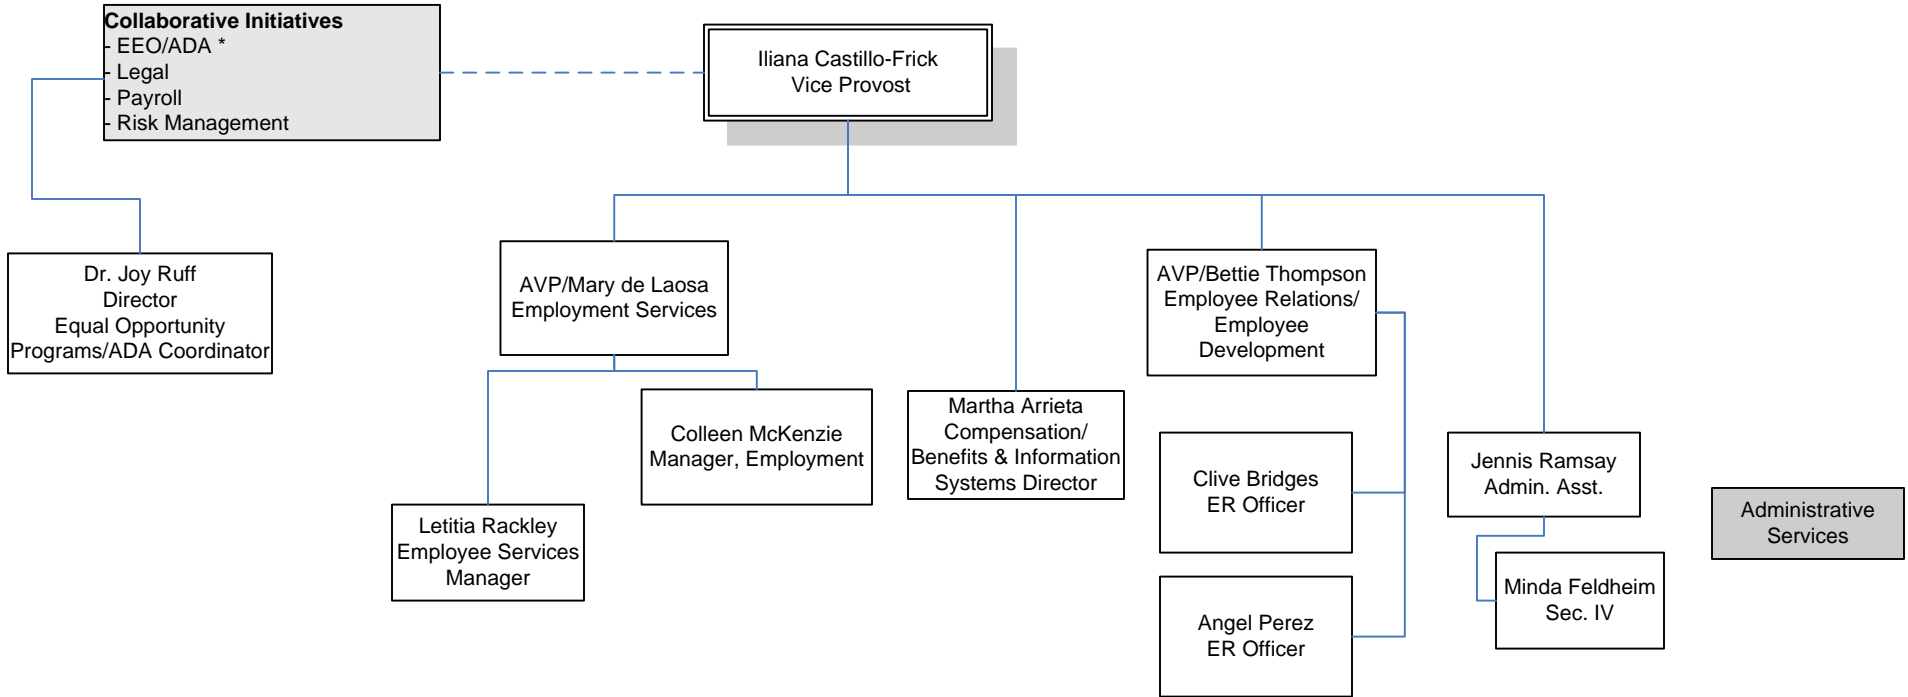 Collaborative Initiatives
- EEO/ADA *
- Legal
- Payroll
- Risk Management
Iliana Castillo-Frick
Vice Provost
Dr. Joy Ruff
Director
Equal Opportunity
Programs/ADA Coordinator
AVP/Mary de Laosa
Employment Services
AVP/Bettie Thompson
Employee Relations/
Employee
Development
Colleen McKenzie
Manager, Employment
Martha Arrieta
Compensation/
Benefits & Information
Systems Director
Letitia Rackley
Employee Services
Manager
Clive Bridges
ER Officer
Jennis Ramsay
Admin. Asst.
Administrative
Services
Minda Feldheim
Sec. IV
Angel Perez
ER Officer